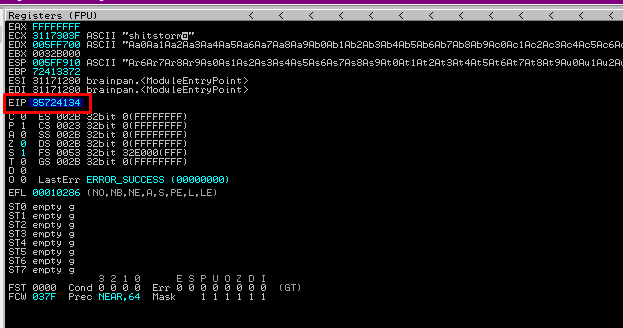 Registers (FPU) < < < < < < < < < < < <
EAX FFFFFFFF
ECX 3117303F ASCII "shitstorm"
EDX 005FF700 ASCII "Aa0Aa1Aa2Aa3Aa4Aa5Aa6Aa7Aa8Aa9Ab0Ab1Ab2Ab3Ab4Ab5Ab6Ab7Ab8Ab9Ac0Ac1Ac2Ac3Ac4Ac5Ac6Ac
EBX 0032B000
ESP 005FF910 ASCII "Ar6Ar7Ar8Ar9As0As1As2As3As4As5As6As7As8As9At0At1At2At3At4At5At6At7At8At9Au0Au1Au2Au
EBP 72413372
ESI 31171280 brainpan.<ModuleEntryPoint>
EDI 31171280 brainpan.<ModuleEntryPoint>
EIP 35724134
C 0 ES 002B 32bit 0(FFFFFFFF)
P 1 CS 0023 32bit 0(FFFFFFFF)
A 0 SS 002B 32bit 0(FFFFFFFF)
Z 0 DS 002B 32bit 0(FFFFFFFF)
S 1 FS 0053 32bit 32E000(FFF)
T 0 GS 002B 32bit 0(FFFFFFFF)
D 0
O 0 LastErr ERROR_SUCCESS (00000000)
EFL 00010286 (NO,NB,NE,A,S,PE,L,LE)
ST0 empty g
ST1 empty g
ST2 empty g
ST3 empty g
ST4 empty g
ST5 empty g
ST6 empty g
ST7 empty g
3 2 1 0 E S P U O Z D I
FST 0000 Cond 0 0 0 0 Err 0 0 0 0 0 0 0 0 (GT)
FCW 037F Prec NEAR,64 Mask 1 1 1 1 1 1